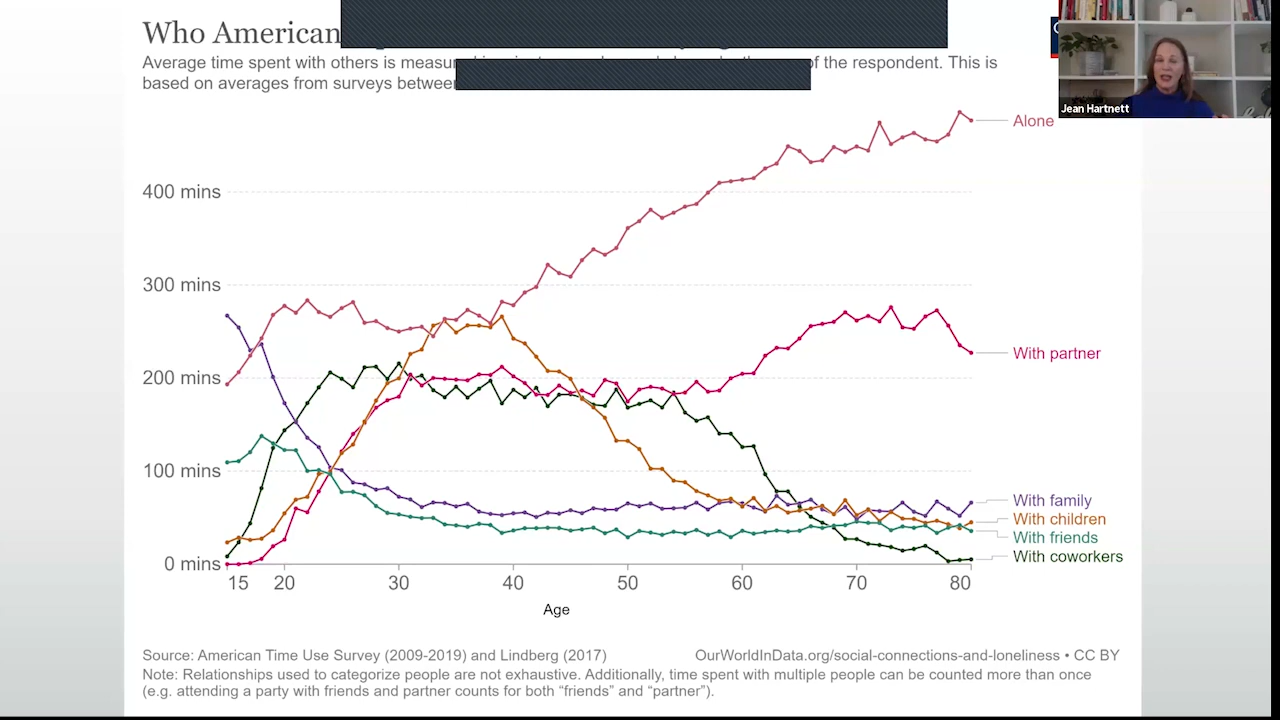 Who American
Average time spent with others is measur of the respondent. This is
based on averages from surveys betwee
Jean Hartnett
Alone
400 mins
300 mins
With partner
200 mins
100 mins
With family
With children
With friends
With coworkers
0 mins
15 20 30 40 50 60 70 80
Age
Source: American Time Use Survey (2009-2019) and Lindberg (2017) OurWorldInData.org/social-connections-and-loneliness • CC BY
Note: Relationships used to categorize people are not exhaustive. Additionally, time spent with multiple people can be counted more than once
(e.g. attending a party with friends and partner counts for both “friends” and “partner”).